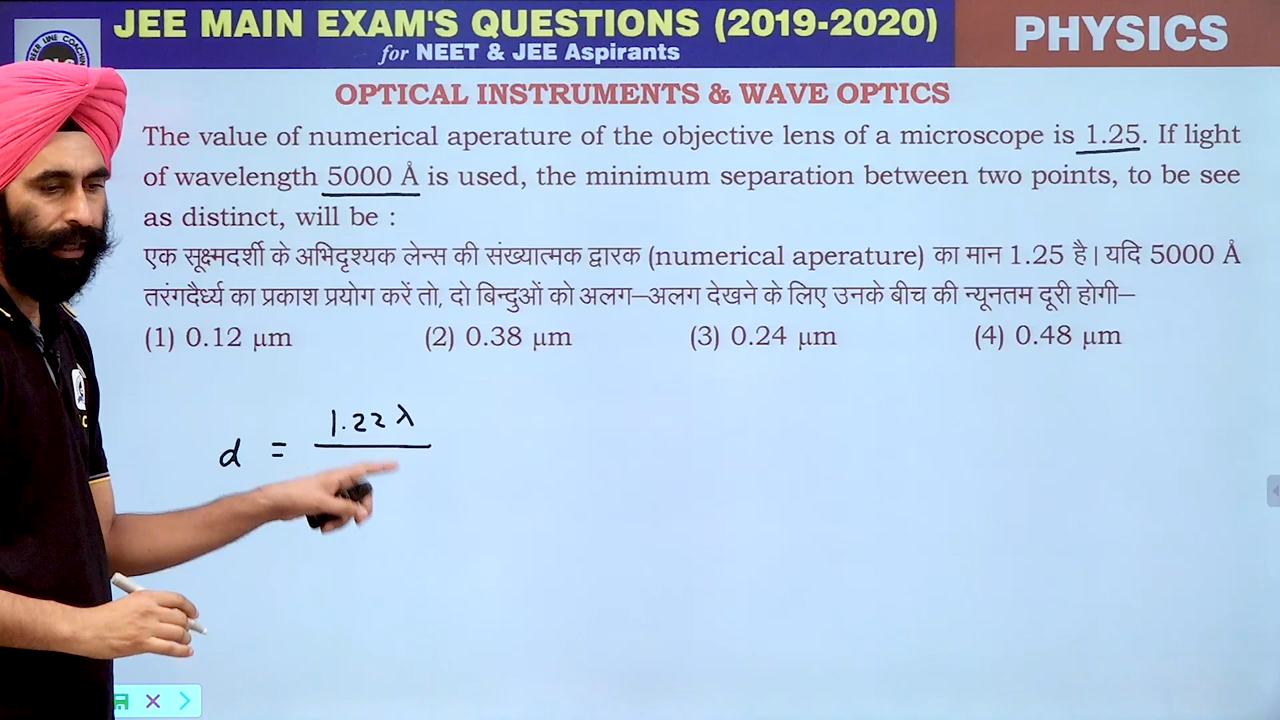 JEE MAIN EXAM'S QUESTIONS (2019-2020)
for NEET & JEE Aspirants
PHYSICS
OPTICAL INSTRUMENTS & WAVE OPTICS
The value of numerical aperature of the objective lens of a microscope is 1.25. If light
of wavelength 5000 Å is used, the minimum separation between two points, to be see
as distinct, will be :
एक सूक्ष्मदर्शी के अभिदृश्यक लेन्स की संख्यात्मक द्वारक (numerical aperature) का मान 1.25 है। यदि 5000 Å
तरंगदैर्ध्य का प्रकाश प्रयोग करें तो, दो बिन्दुओं को अलग–अलग देखने के लिए उनके बीच की न्यूनतम दूरी होगी–
(1) 0.12 µm (2) 0.38 µm (3) 0.24 µm (4) 0.48 µm
1.22 λ
d =